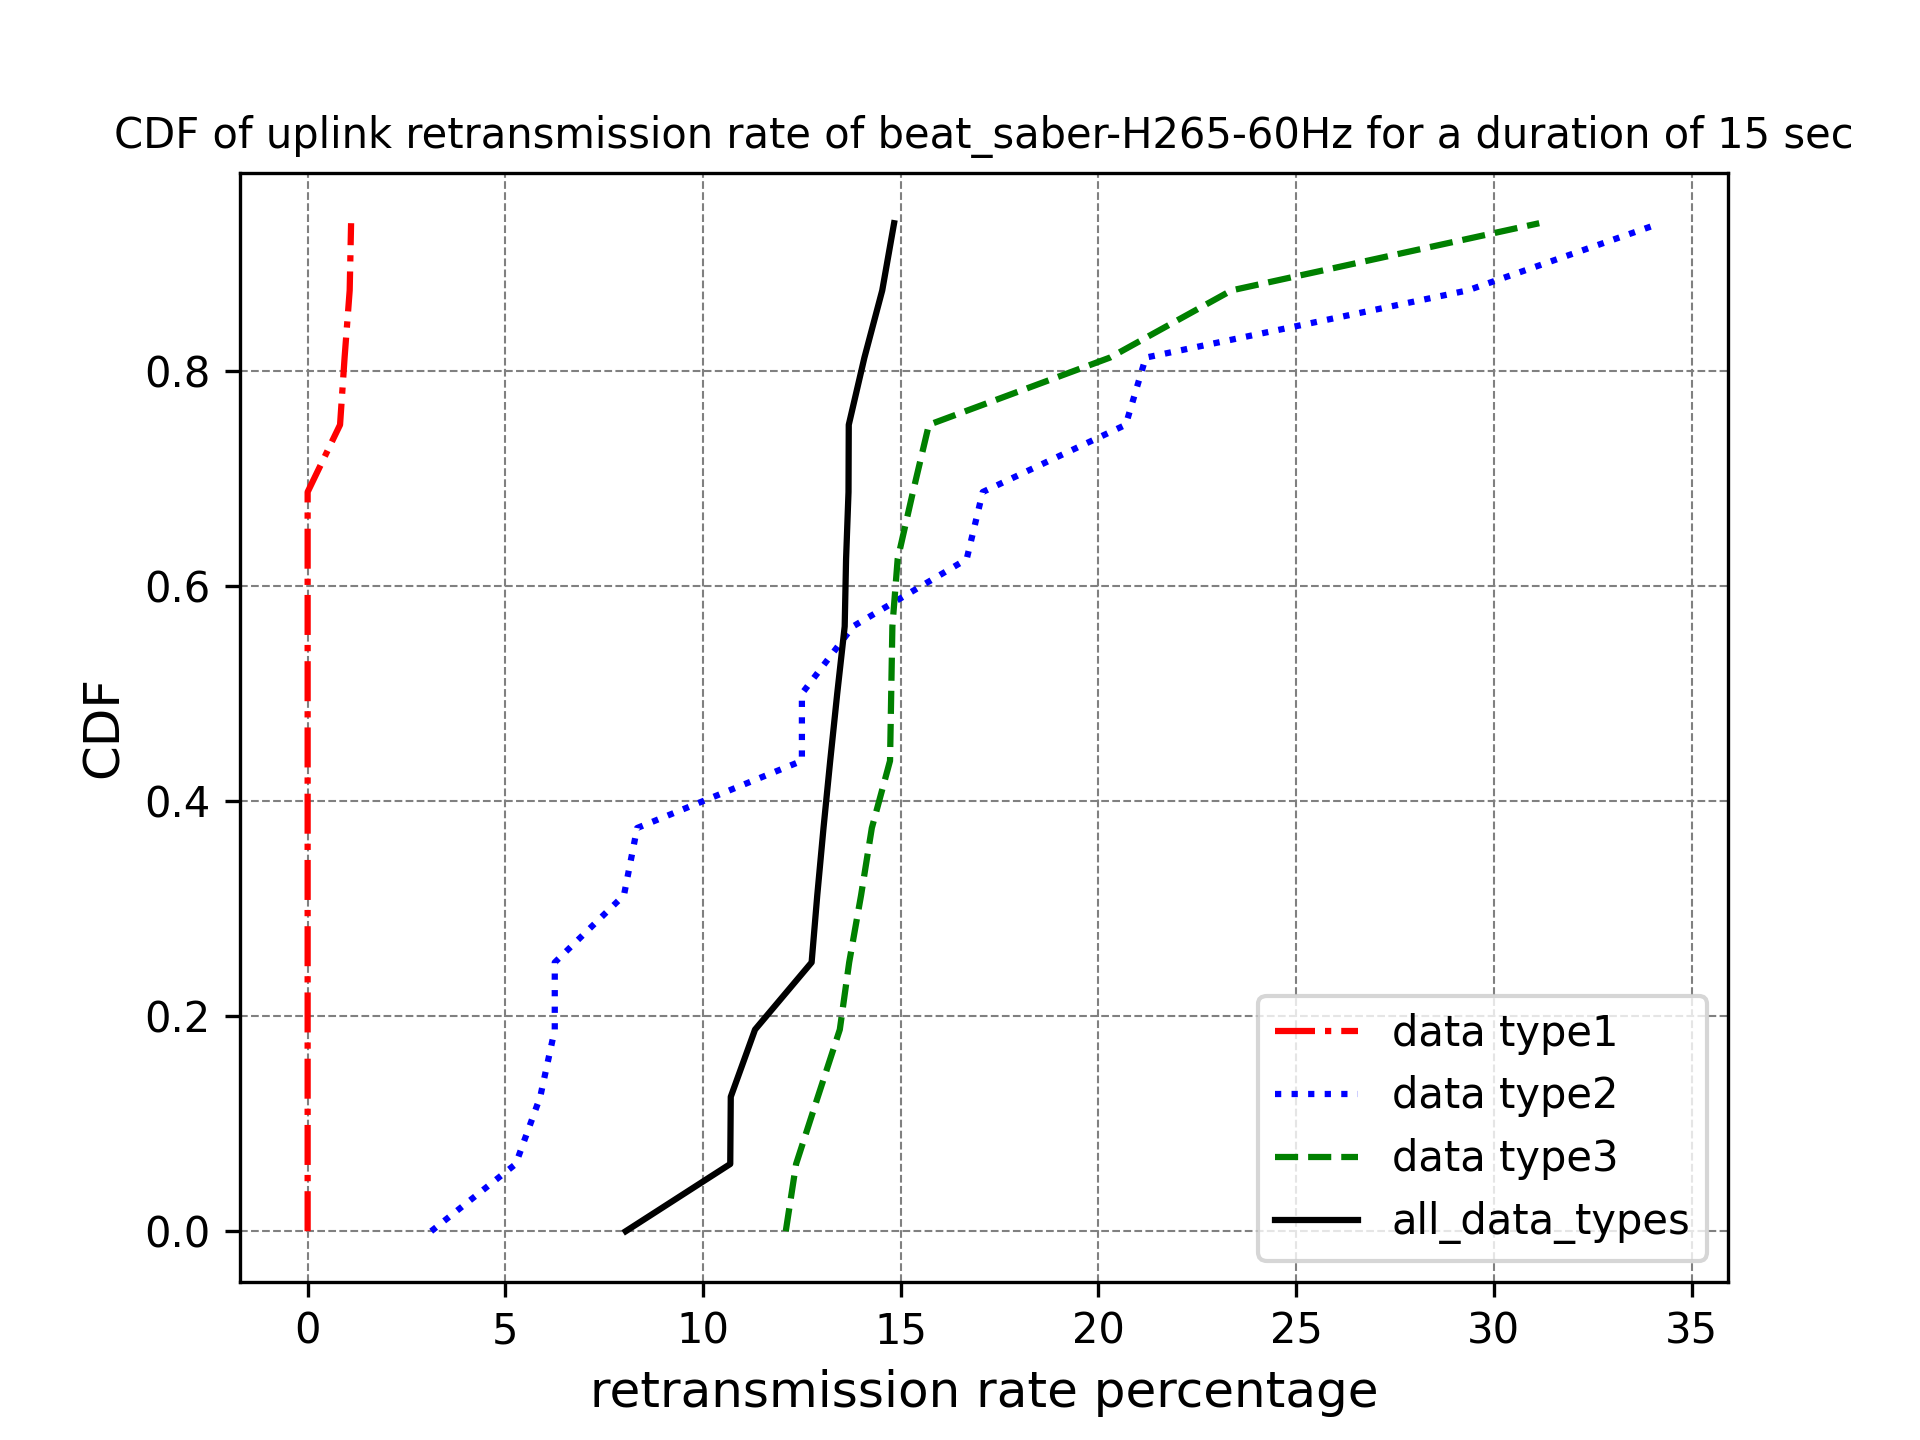 CDF of uplink retransmission rate of beat_saber-H265-60Hz for a duration of 15 sec
CDF
0.8
0.6
0.4
0.2
0.0
0 5 10 15 20 25 30 35
retransmission rate percentage
data type1
data type2
data type3
all_data_types